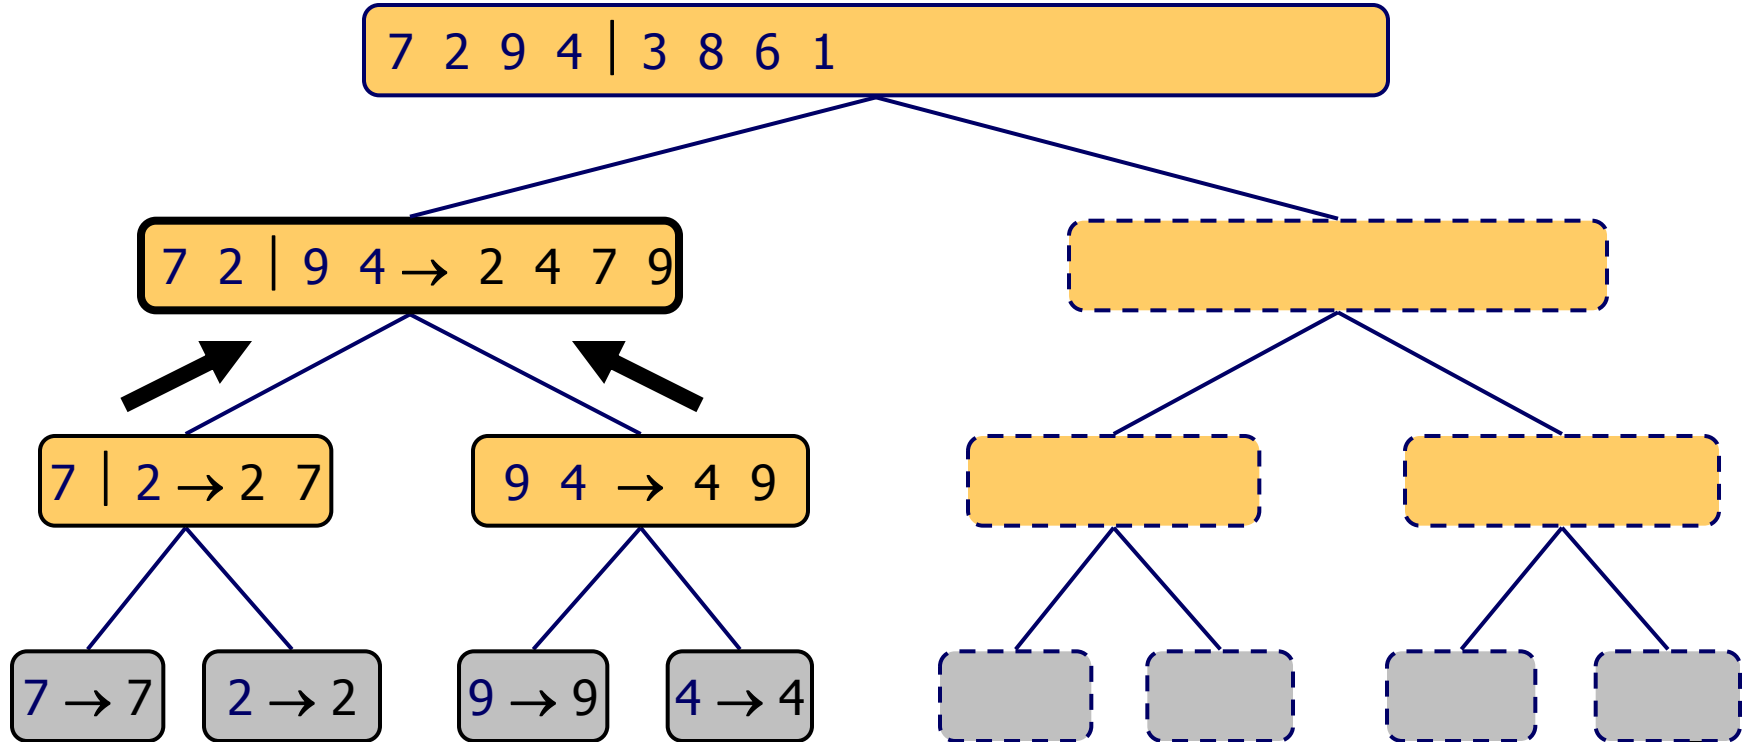 7 2 9 4 | 3 8 6 1
7 2 | 9 4 → 2 4 7 9
7 | 2 → 2 7
9 4 → 4 9
7 → 7
2 → 2
9 → 9
4 → 4